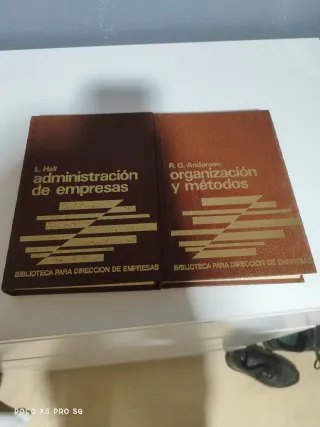 L. Hall
administración
de empresas
BIBLIOTECA PARA DIRECCION DE EMPRESAS
R. G. Anderson
organización
y métodos
BIBLIOTECA PARA DIRECCION DE EMPRESAS
POCO X5 PRO 5G